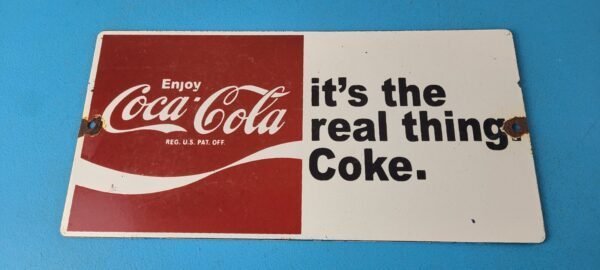 Enjoy
Coca-Cola
REG. U.S. PAT. OFF.
it's the
real thing
Coke.